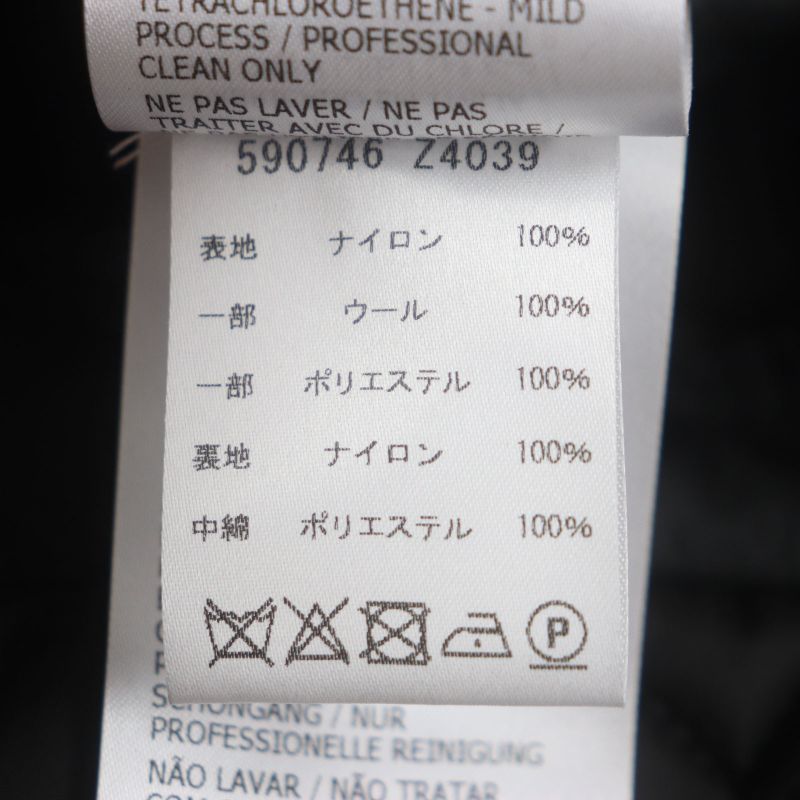 TETRACHLOROETHENE - MILD
PROCESS / PROFESSIONAL
CLEAN ONLY
NE PAS LAVER / NE PAS
TRAITER AVEC DU CHLORE /
590746 Z4039
表地 ナイロン 100%
一部 ウール 100%
一部 ポリエステル 100%
裏地 ナイロン 100%
中綿 ポリエステル 100%
P
SCHONGANG / NUR
PROFESSIONELLE REINIGUNG
NÃO LAVAR / NÃO TRATAR